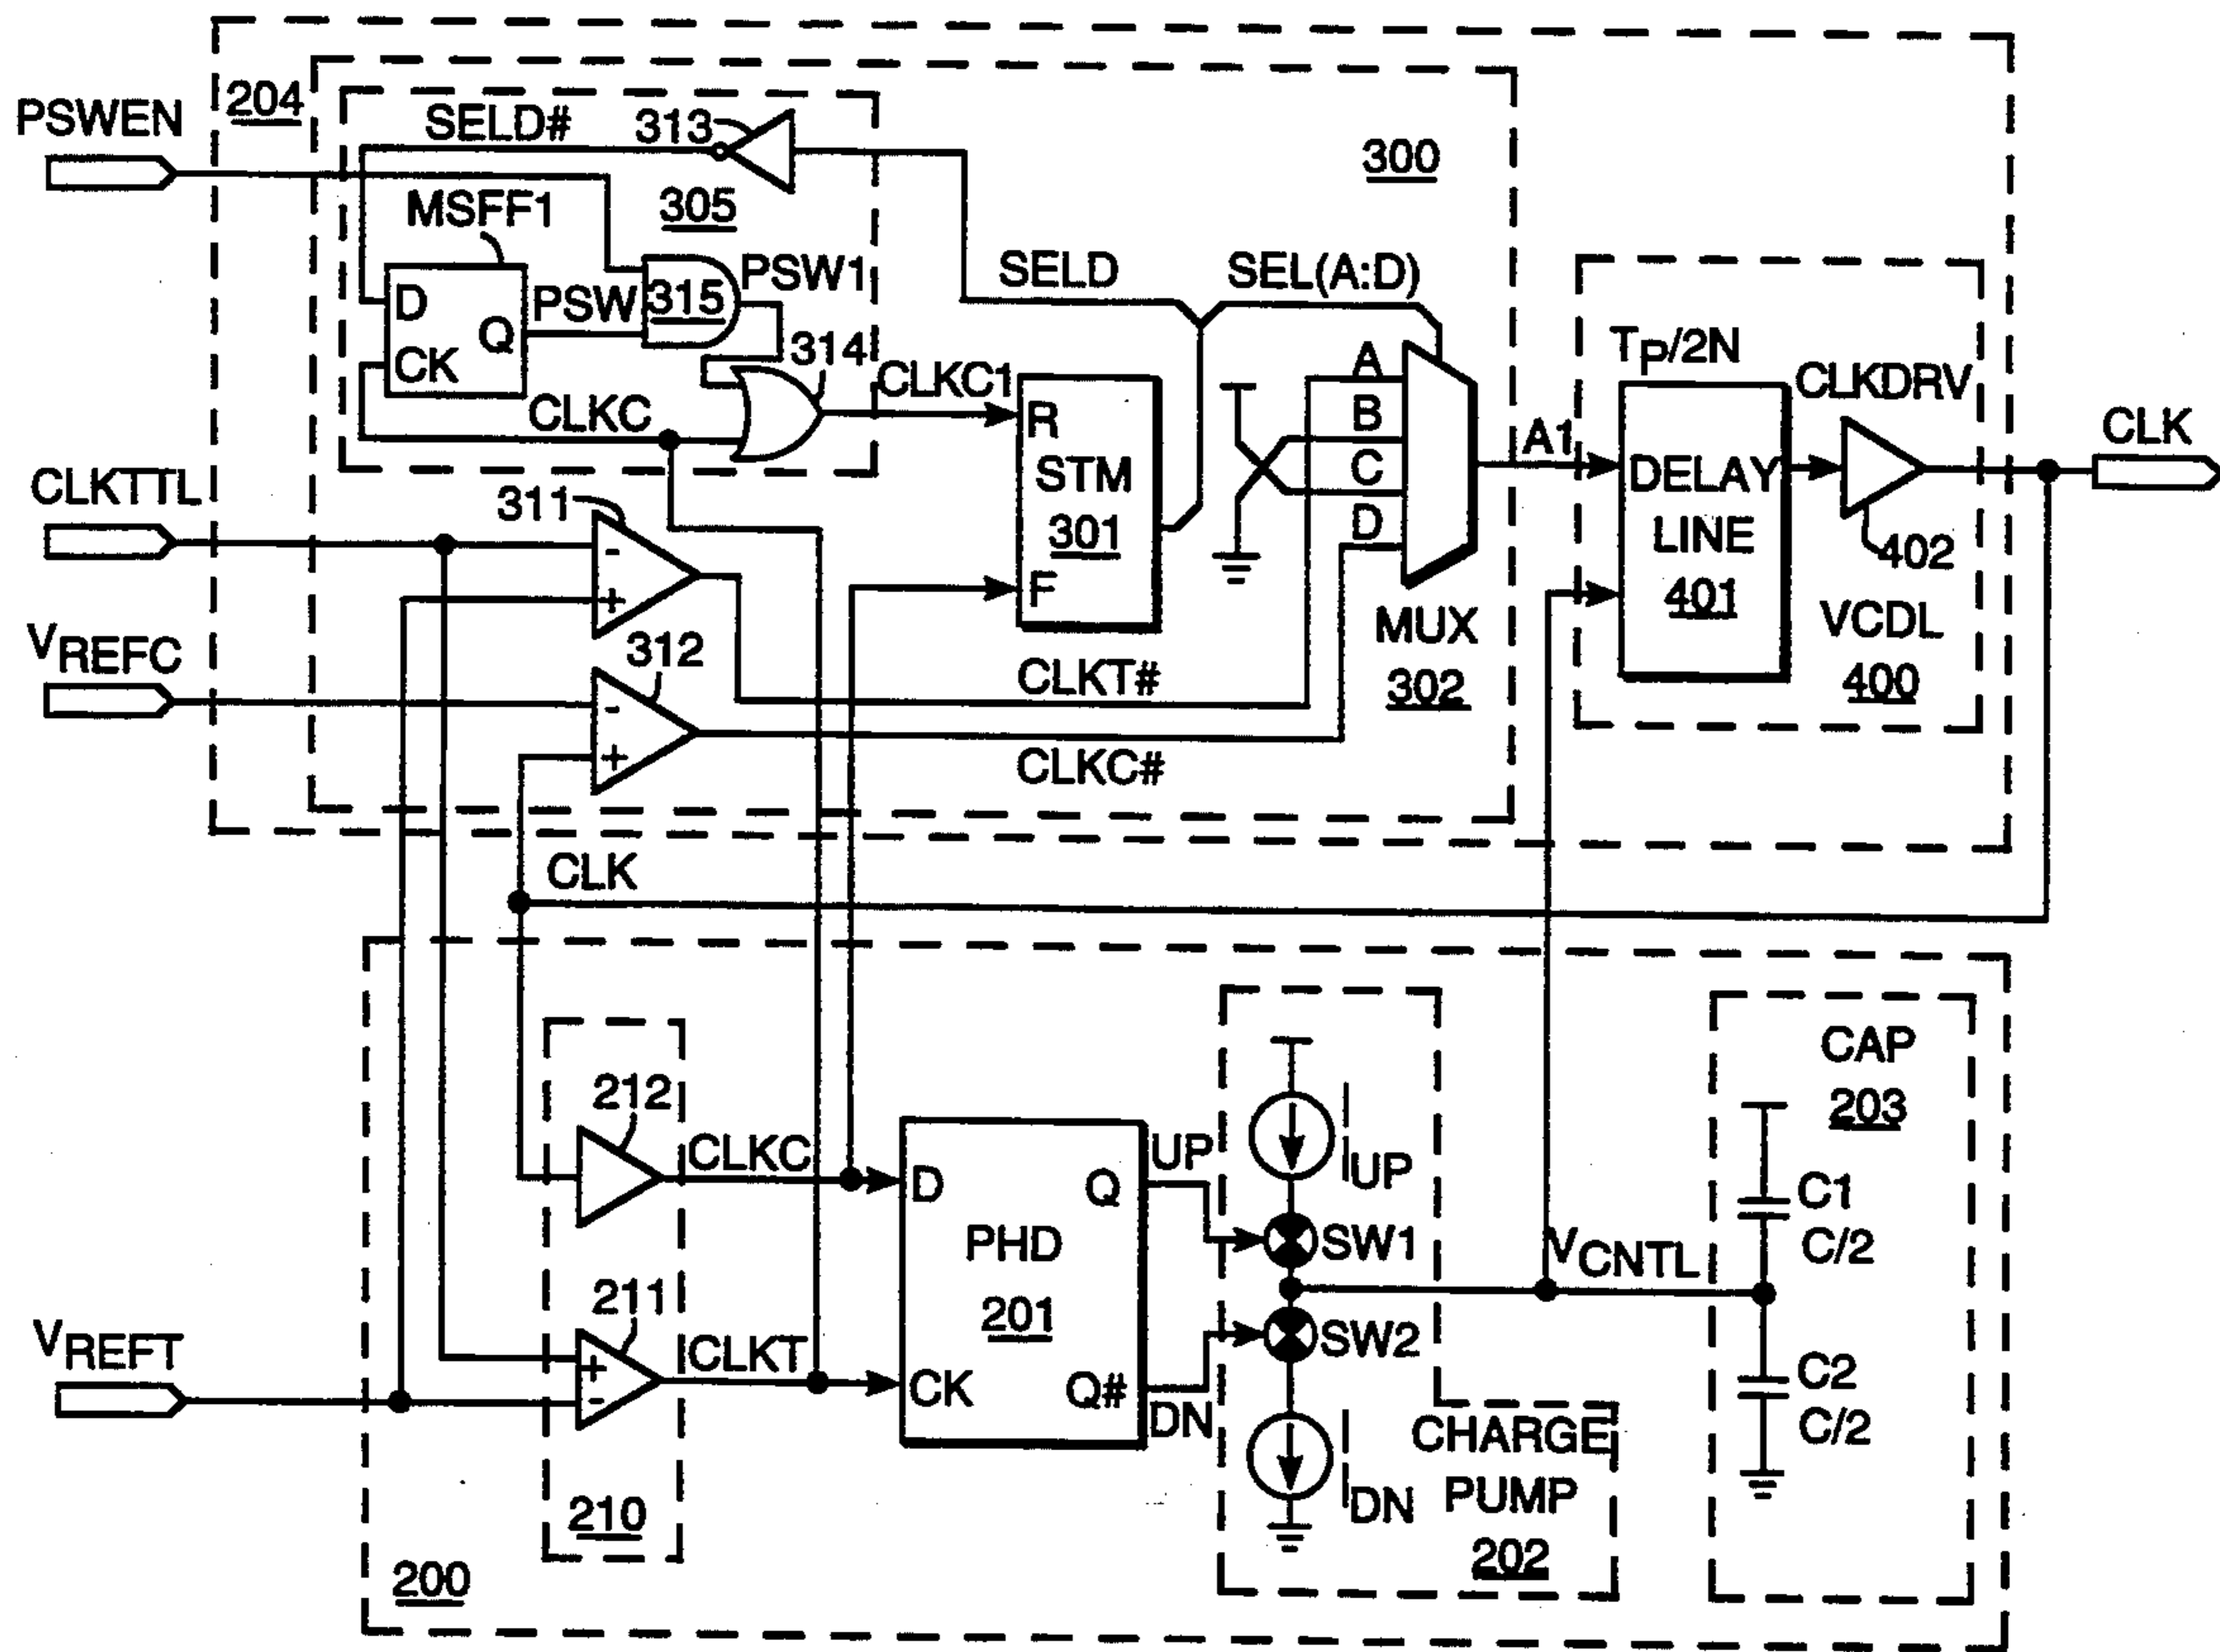 PSWEN
204
SELD#
313
300
MSFF1
305
D
Q
CK
PSW
315
PSW1
314
SELD
SEL(A:D)
CLKC
CLKC1
R
STM
301
F
A
B
C
D
MUX
302
A1
TP/2N
DELAY
LINE
401
CLKDRV
402
VCDL
400
CLK
CLKTTL
311
-
+
VREFC
312
-
+
CLKT#
CLKC#
CLK
212
CLKC
211
+
-
CLKT
210
200
VREFT
D
Q
PHD
201
CK
Q#
UP
DN
IUP
SW1
SW2
IDN
CHARGE
PUMP
202
VCNTL
CAP
203
C1
C/2
C2
C/2